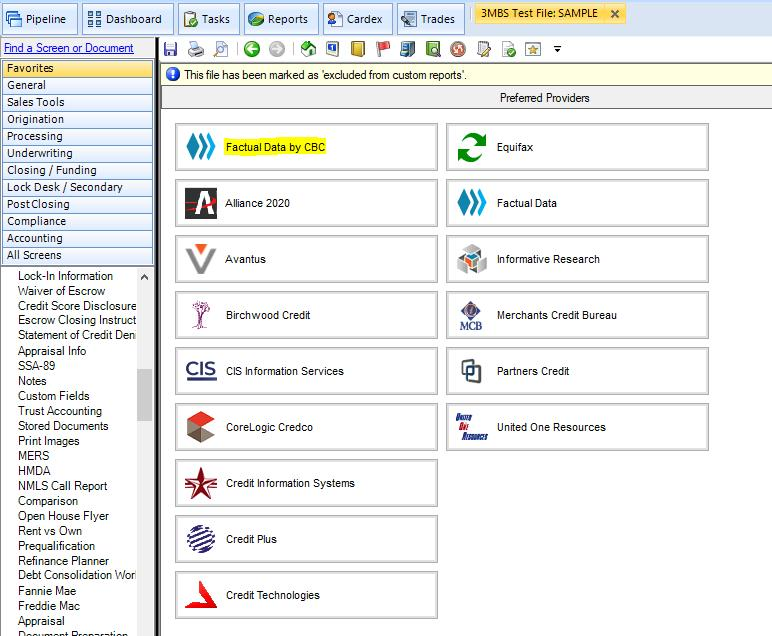 Pipeline
Dashboard
Tasks
Reports
Cardex
Trades
3MBS Test File: SAMPLE
Find a Screen or Document
Favorites
General
Sales Tools
Origination
Processing
Underwriting
Closing / Funding
Lock Desk / Secondary
Post Closing
Compliance
Accounting
All Screens
Lock-In Information
Waiver of Escrow
Credit Score Disclosure
Escrow Closing Instruct
Statement of Credit Den
Appraisal Info
SSA-89
Notes
Custom Fields
Trust Accounting
Stored Documents
Print Images
MERS
HMDA
NMLS Call Report
Comparison
Open House Flyer
Rent vs Own
Prequalification
Refinance Planner
Debt Consolidation Wor
Fannie Mae
Freddie Mac
Appraisal
Document Preparation
This file has been marked as 'excluded from custom reports'.
Preferred Providers
Factual Data by CBC
Equifax
Alliance 2020
Factual Data
Avantus
Informative Research
Birchwood Credit
MCB
Merchants Credit Bureau
CIS
CIS Information Services
Partners Credit
CoreLogic Credco
UNITED
ONE
RESOURCES
United One Resources
Credit Information Systems
Credit Plus
Credit Technologies